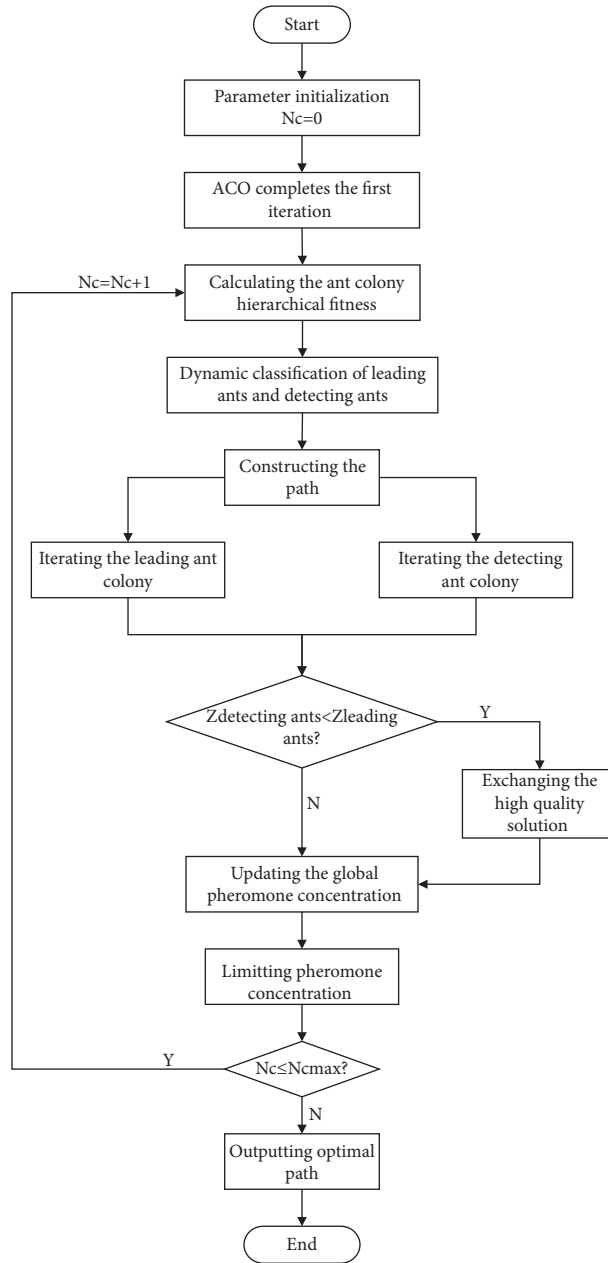 Start
Parameter initialization
Nc=0
ACO completes the first
iteration
Nc=Nc+1
Calculating the ant colony
hierarchical fitness
Dynamic classification of leading
ants and detecting ants
Constructing the
path
Iterating the leading ant
colony
Iterating the detecting
ant colony
Zdetecting ants<Zleading
ants?
Y
Exchanging the
high quality
solution
N
Updating the global
pheromone concentration
Limitting pheromone
concentration
Y
Nc≤Ncmax?
N
Outputting optimal
path
End